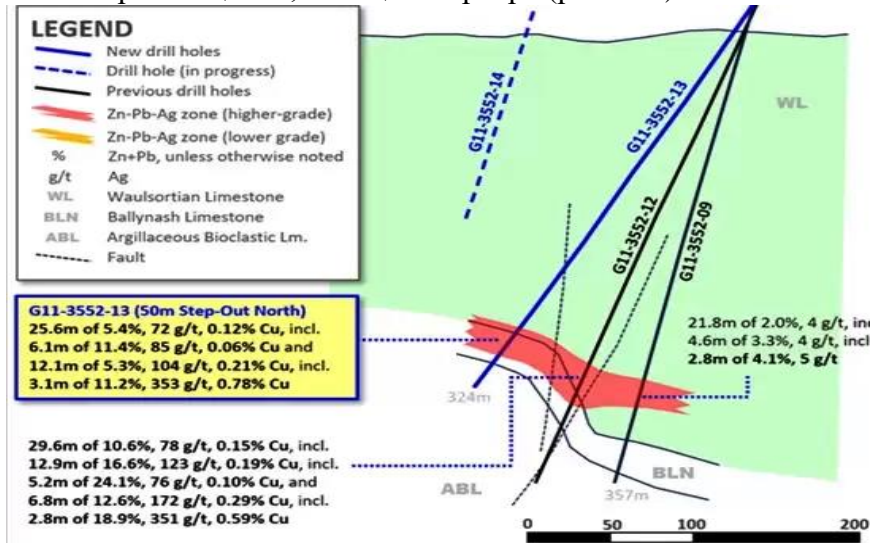 LEGEND
New drill holes
Drill hole (in progress)
Previous drill holes
Zn-Pb-Ag zone (higher-grade)
Zn-Pb-Ag zone (lower grade)
% Zn+Pb, unless otherwise noted
g/t Ag
WL Waulsortian Limestone
BLN Ballynash Limestone
ABL Argillaceous Bioclastic Lm.
Fault
G11-3552-14
G11-3552-13
G11-3552-12
G11-3552-09
WL
G11-3552-13 (50m Step-Out North)
25.6m of 5.4%, 72 g/t, 0.12% Cu, incl.
6.1m of 11.4%, 85 g/t, 0.06% Cu and
12.1m of 5.3%, 104 g/t, 0.21% Cu, incl.
3.1m of 11.2%, 353 g/t, 0.78% Cu
21.8m of 2.0%, 4 g/t,
4.6m of 3.3%, 4 g/t,
2.8m of 4.1%, 5 g/t
324m
29.6m of 10.6%, 78 g/t, 0.15% Cu, incl.
12.9m of 16.6%, 123 g/t, 0.19% Cu, incl.
5.2m of 24.1%, 76 g/t, 0.10% Cu, and
6.8m of 12.6%, 172 g/t, 0.29% Cu, incl.
2.8m of 18.9%, 351 g/t, 0.59% Cu
ABL
BLN
357m
0 50 100 200